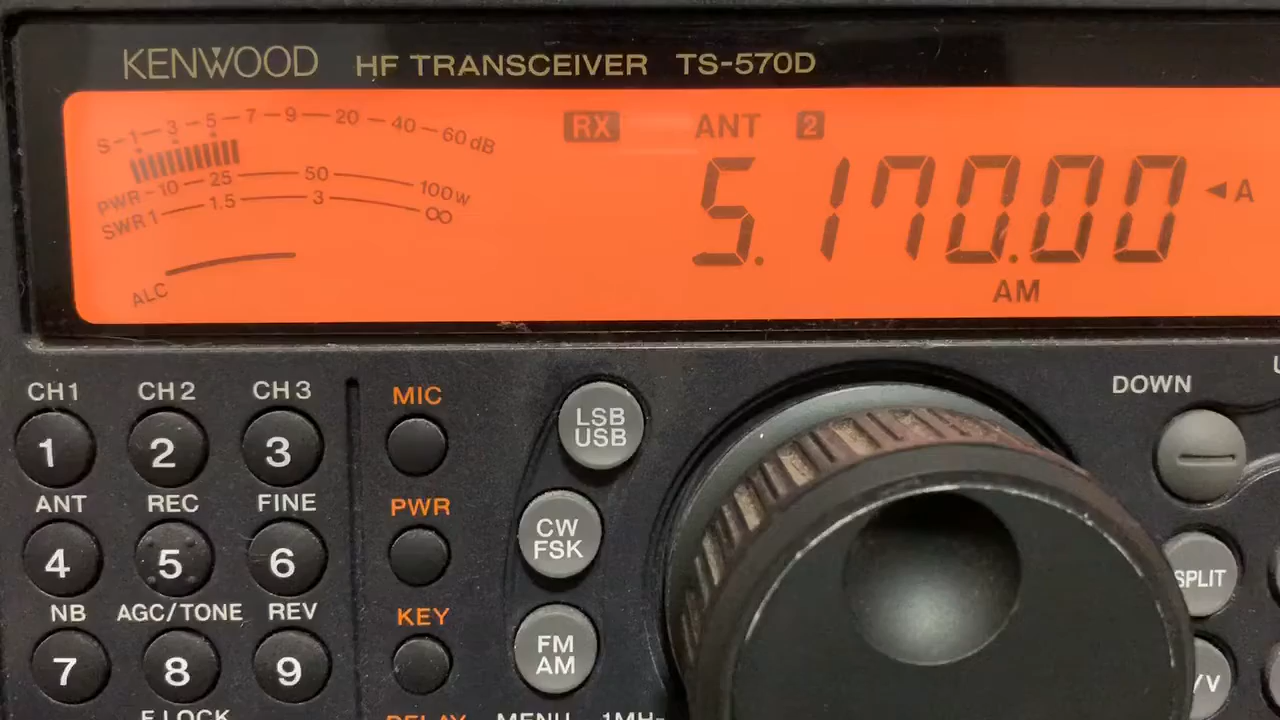 KENWOOD HF TRANSCEIVER TS-570D
S-1-3-5-7-9-20-40-60dB
PWR-10-25-50-100W
SWR1-1.5-3-∞
ALC
RX ANT 2
5.170.00 ◄A
AM
CH1 CH2 CH3
1 2 3
ANT REC FINE
4 5 6
NB AGC/TONE REV
7 8 9
F.LOCK
MIC
PWR
KEY
DELAY
LSB
USB
CW
FSK
FM
AM
MENU
DOWN
SPLIT